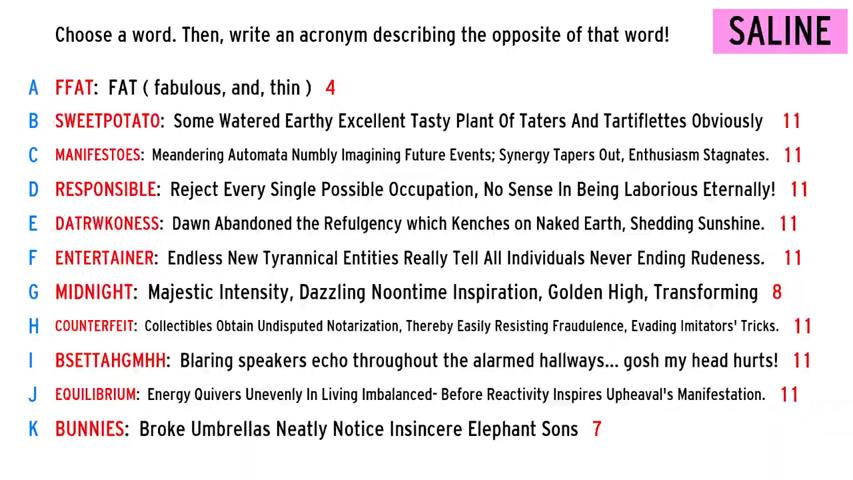 Choose a word. Then, write an acronym describing the opposite of that word!
SALINE
A FFAT: FAT ( fabulous, and, thin ) 4
B SWEETPOTATO: Some Watered Earthy Excellent Tasty Plant Of Taters And Tartiflettes Obviously 11
C MANIFESTOES: Meandering Automata Numbly Imagining Future Events; Synergy Tapers Out, Enthusiasm Stagnates. 11
D RESPONSIBLE: Reject Every Single Possible Occupation, No Sense In Being Laborious Eternally! 11
E DATRWKONESS: Dawn Abandoned the Refulgency which Kenches on Naked Earth, Shedding Sunshine. 11
F ENTERTAINER: Endless New Tyrannical Entities Really Tell All Individuals Never Ending Rudeness. 11
G MIDNIGHT: Majestic Intensity, Dazzling Noontime Inspiration, Golden High, Transforming 8
H COUNTERFEIT: Collectibles Obtain Undisputed Notarization, Thereby Easily Resisting Fraudulence, Evading Imitators' Tricks. 11
I BSETTAHGMHH: Blaring speakers echo throughout the alarmed hallways... gosh my head hurts! 11
J EQUILIBRIUM: Energy Quivers Unevenly In Living Imbalanced- Before Reactivity Inspires Upheaval's Manifestation. 11
K BUNNIES: Broke Umbrellas Neatly Notice Insincere Elephant Sons 7